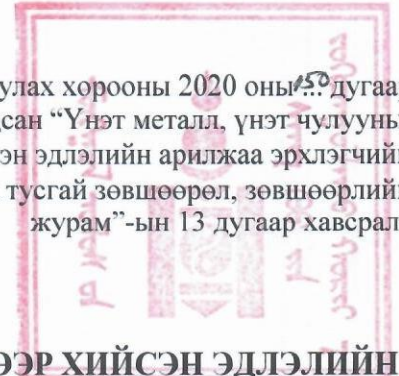 улах хорооны 2020 оны 150 дугаар
сан “Үнэт металл, үнэт чулууны
эн эдлэлийн арилжаа эрхлэгчийн
тусгай зөвшөөрөл, зөвшөөрлийн
журам”-ын 13 дугаар хавсрал
ЭЭР ХИЙСЭН ЭДЛЭЛИЙН